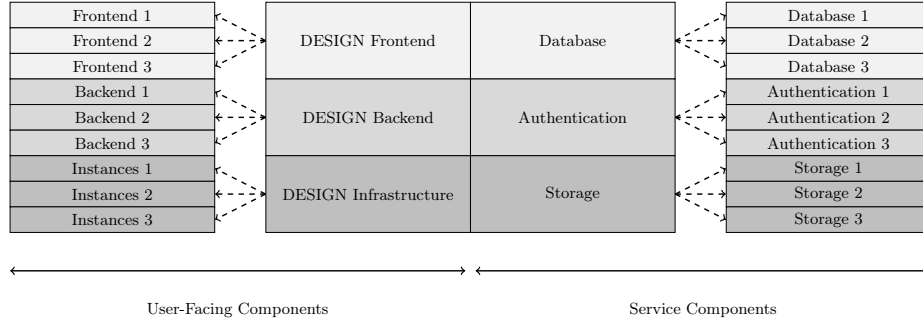 Frontend 1
Frontend 2
Frontend 3
Backend 1
Backend 2
Backend 3
Instances 1
Instances 2
Instances 3
DESIGN Frontend
DESIGN Backend
DESIGN Infrastructure
Database
Authentication
Storage
Database 1
Database 2
Database 3
Authentication 1
Authentication 2
Authentication 3
Storage 1
Storage 2
Storage 3
User-Facing Components
Service Components